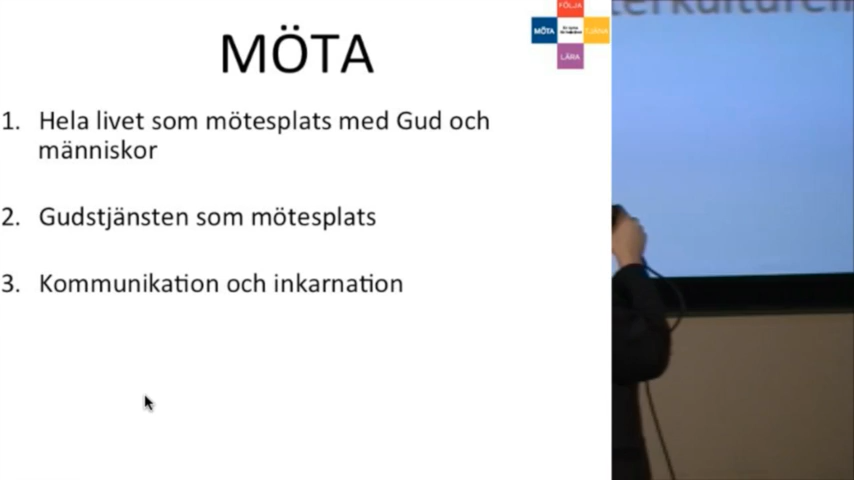 MÖTA
1. Hela livet som mötesplats med Gud och
människor
2. Gudstjänsten som mötesplats
3. Kommunikation och inkarnation
FÖLJA
MÖTA
TJÄNA
LÄRA